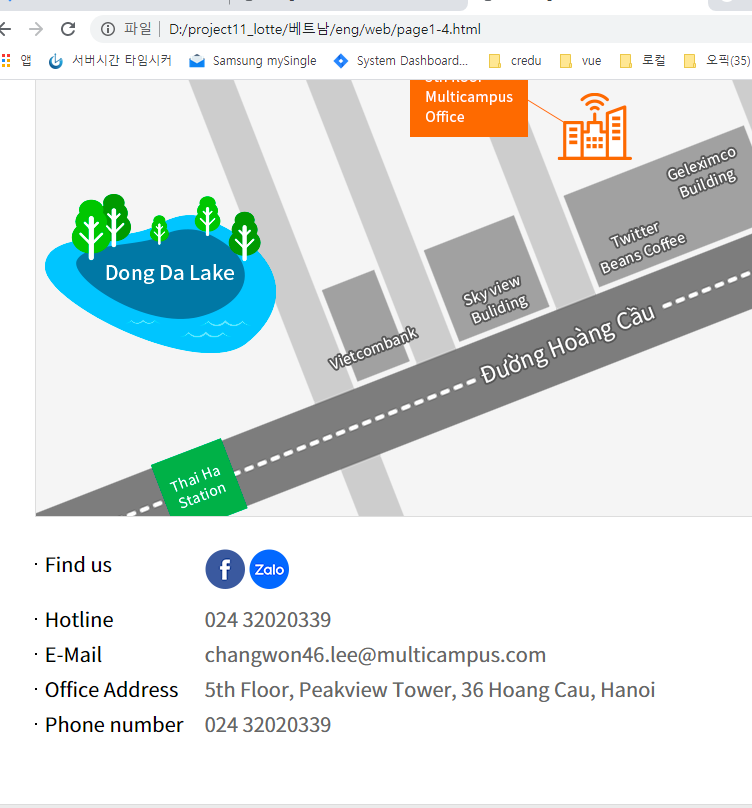 파일
D:/project11_lotte/베트남/eng/web/page1-4.html
앱
서버시간 타임시커
Samsung mySingle
System Dashboard...
credu
vue
로컬
오픽(35)
5th floor
Multicampus
Office
Geleximco
Building
Twitter
Beans Coffee
Dong Da Lake
Sky view
Buliding
Vietcombank
Đường Hoàng Cầu
Thai Ha
Station
· Find us
f
Zalo
· Hotline 024 32020339
· E-Mail changwon46.lee@multicampus.com
· Office Address 5th Floor, Peakview Tower, 36 Hoang Cau, Hanoi
· Phone number 024 32020339